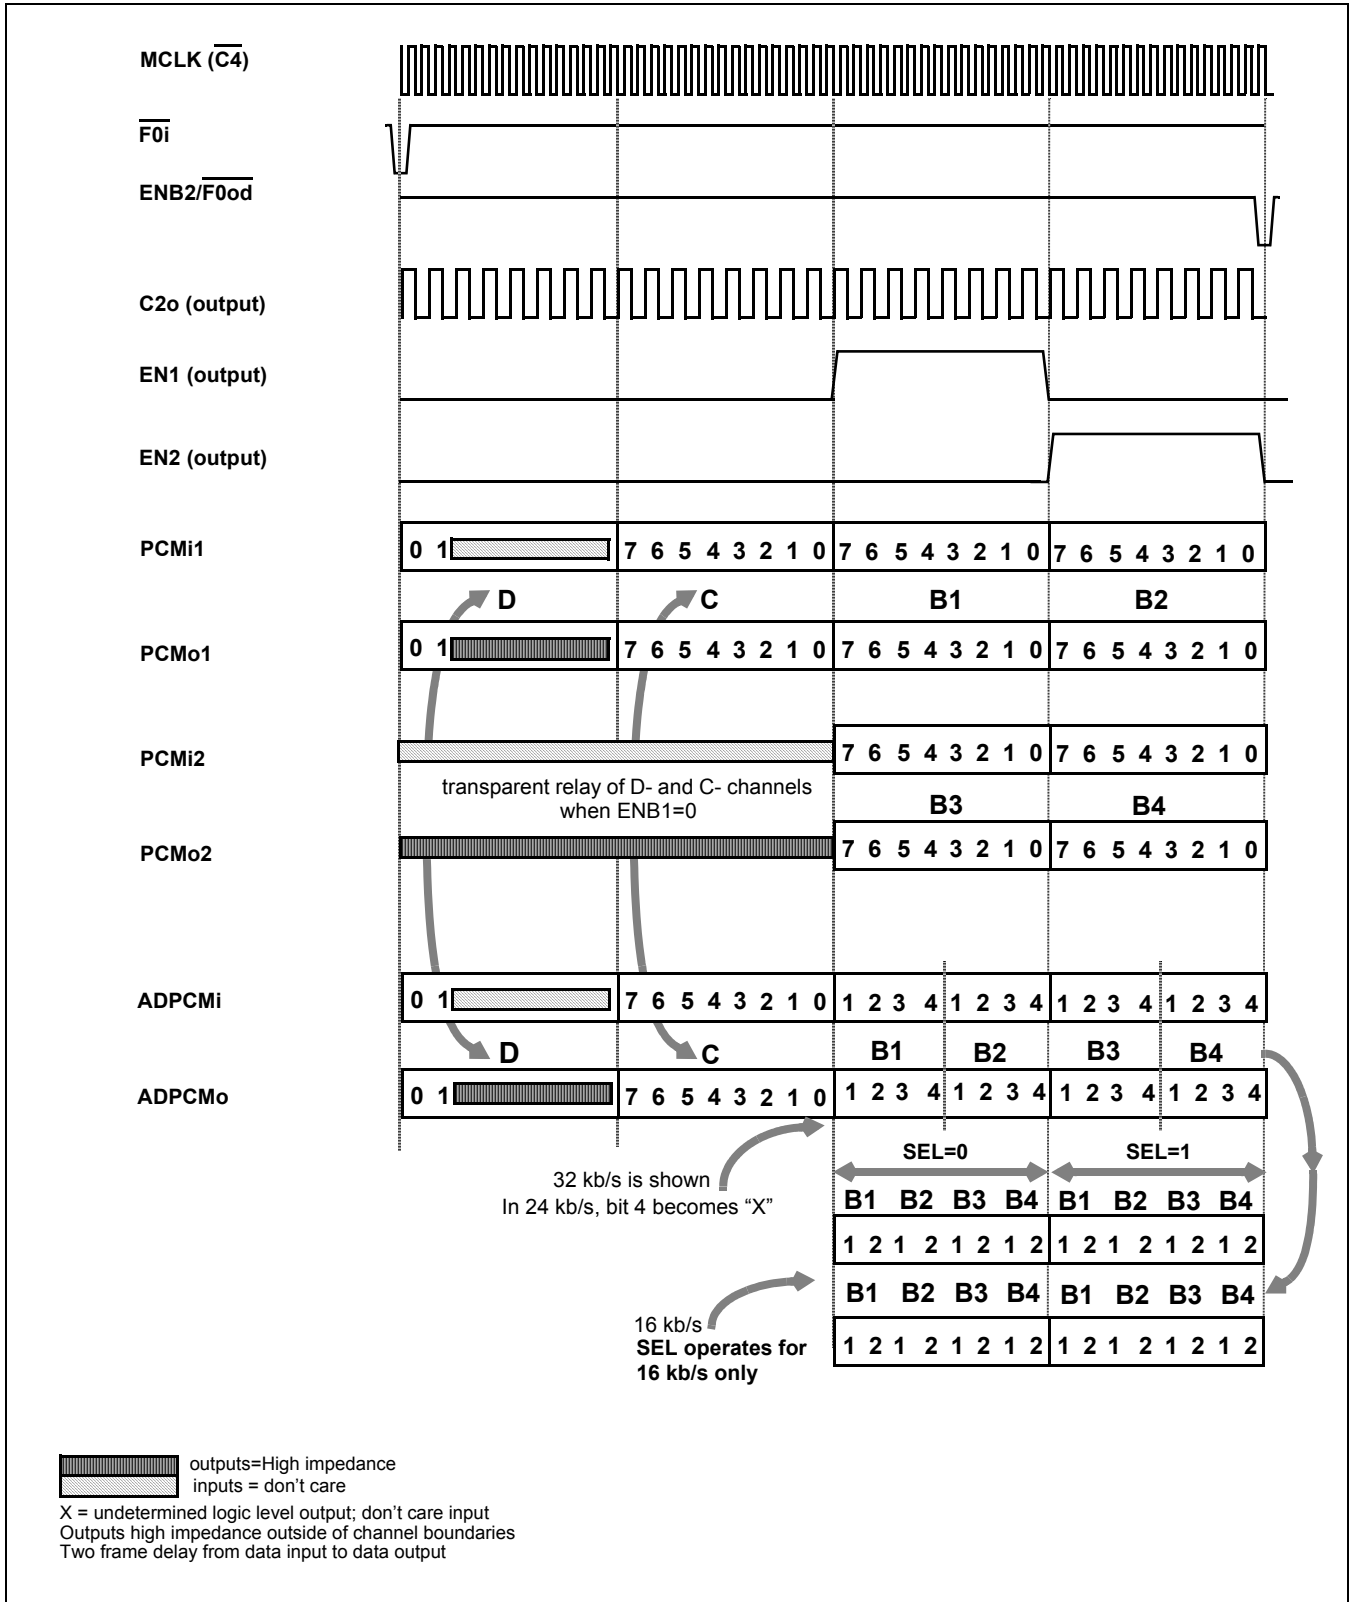 MCLK (C4)
F0i
ENB2/F0od
C2o (output)
EN1 (output)
EN2 (output)
PCMi1
0 1 7 6 5 4 3 2 1 0 7 6 5 4 3 2 1 0 7 6 5 4 3 2 1 0
D C B1 B2
PCMo1
0 1 7 6 5 4 3 2 1 0 7 6 5 4 3 2 1 0 7 6 5 4 3 2 1 0
PCMi2
7 6 5 4 3 2 1 0 7 6 5 4 3 2 1 0
transparent relay of D- and C- channels
when ENB1=0
B3 B4
PCMo2
7 6 5 4 3 2 1 0 7 6 5 4 3 2 1 0
ADPCMi
0 1 7 6 5 4 3 2 1 0 1 2 3 4 1 2 3 4 1 2 3 4 1 2 3 4
D C B1 B2 B3 B4
ADPCMo
0 1 7 6 5 4 3 2 1 0 1 2 3 4 1 2 3 4 1 2 3 4 1 2 3 4
SEL=0 SEL=1
32 kb/s is shown
In 24 kb/s, bit 4 becomes “X”
B1 B2 B3 B4 B1 B2 B3 B4
1 2 1 2 1 2 1 2 1 2 1 2 1 2 1 2
B1 B2 B3 B4 B1 B2 B3 B4
16 kb/s
SEL operates for
16 kb/s only
1 2 1 2 1 2 1 2 1 2 1 2 1 2 1 2
outputs=High impedance
inputs = don't care
X = undetermined logic level output; don't care input
Outputs high impedance outside of channel boundaries
Two frame delay from data input to data output